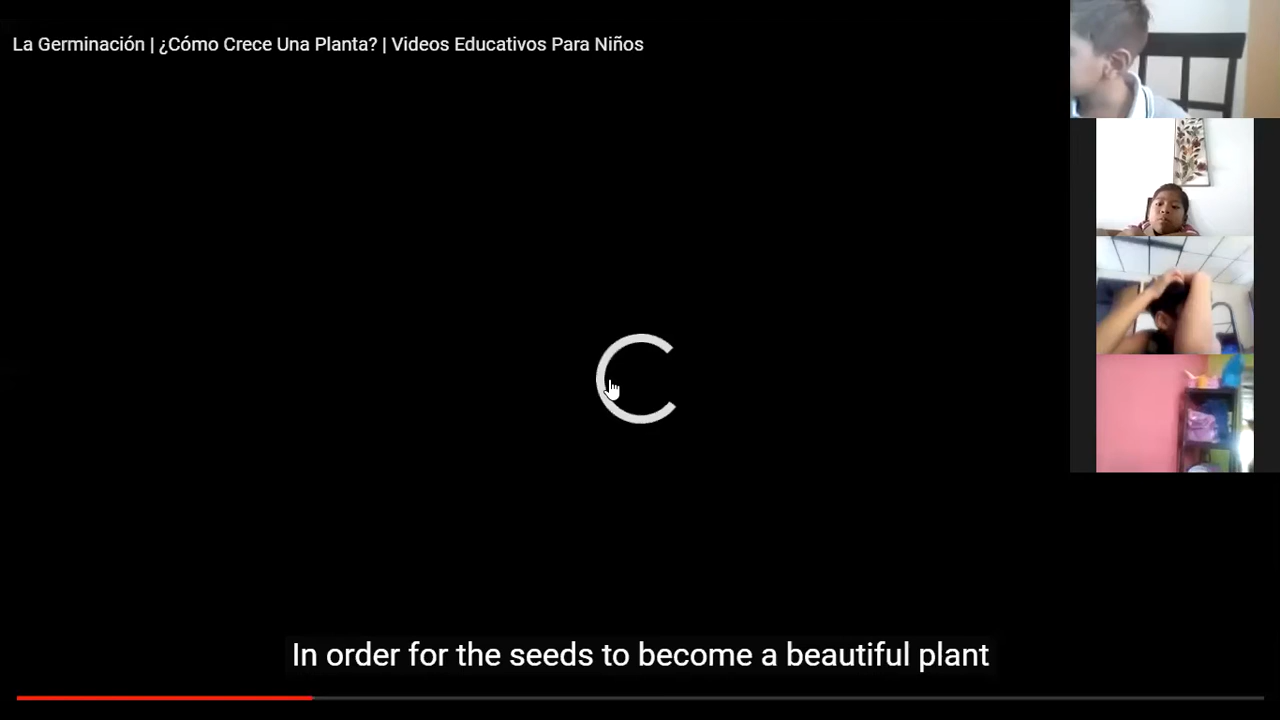 La Germinación | ¿Cómo Crece Una Planta? | Videos Educativos Para Niños
In order for the seeds to become a beautiful plant